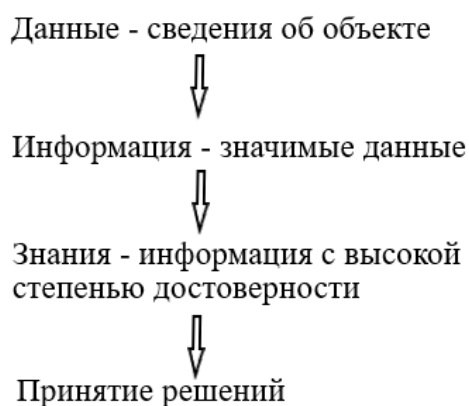 Данные - сведения об объекте
Информация - значимые данные
Знания - информация с высокой
степенью достоверности
Принятие решений